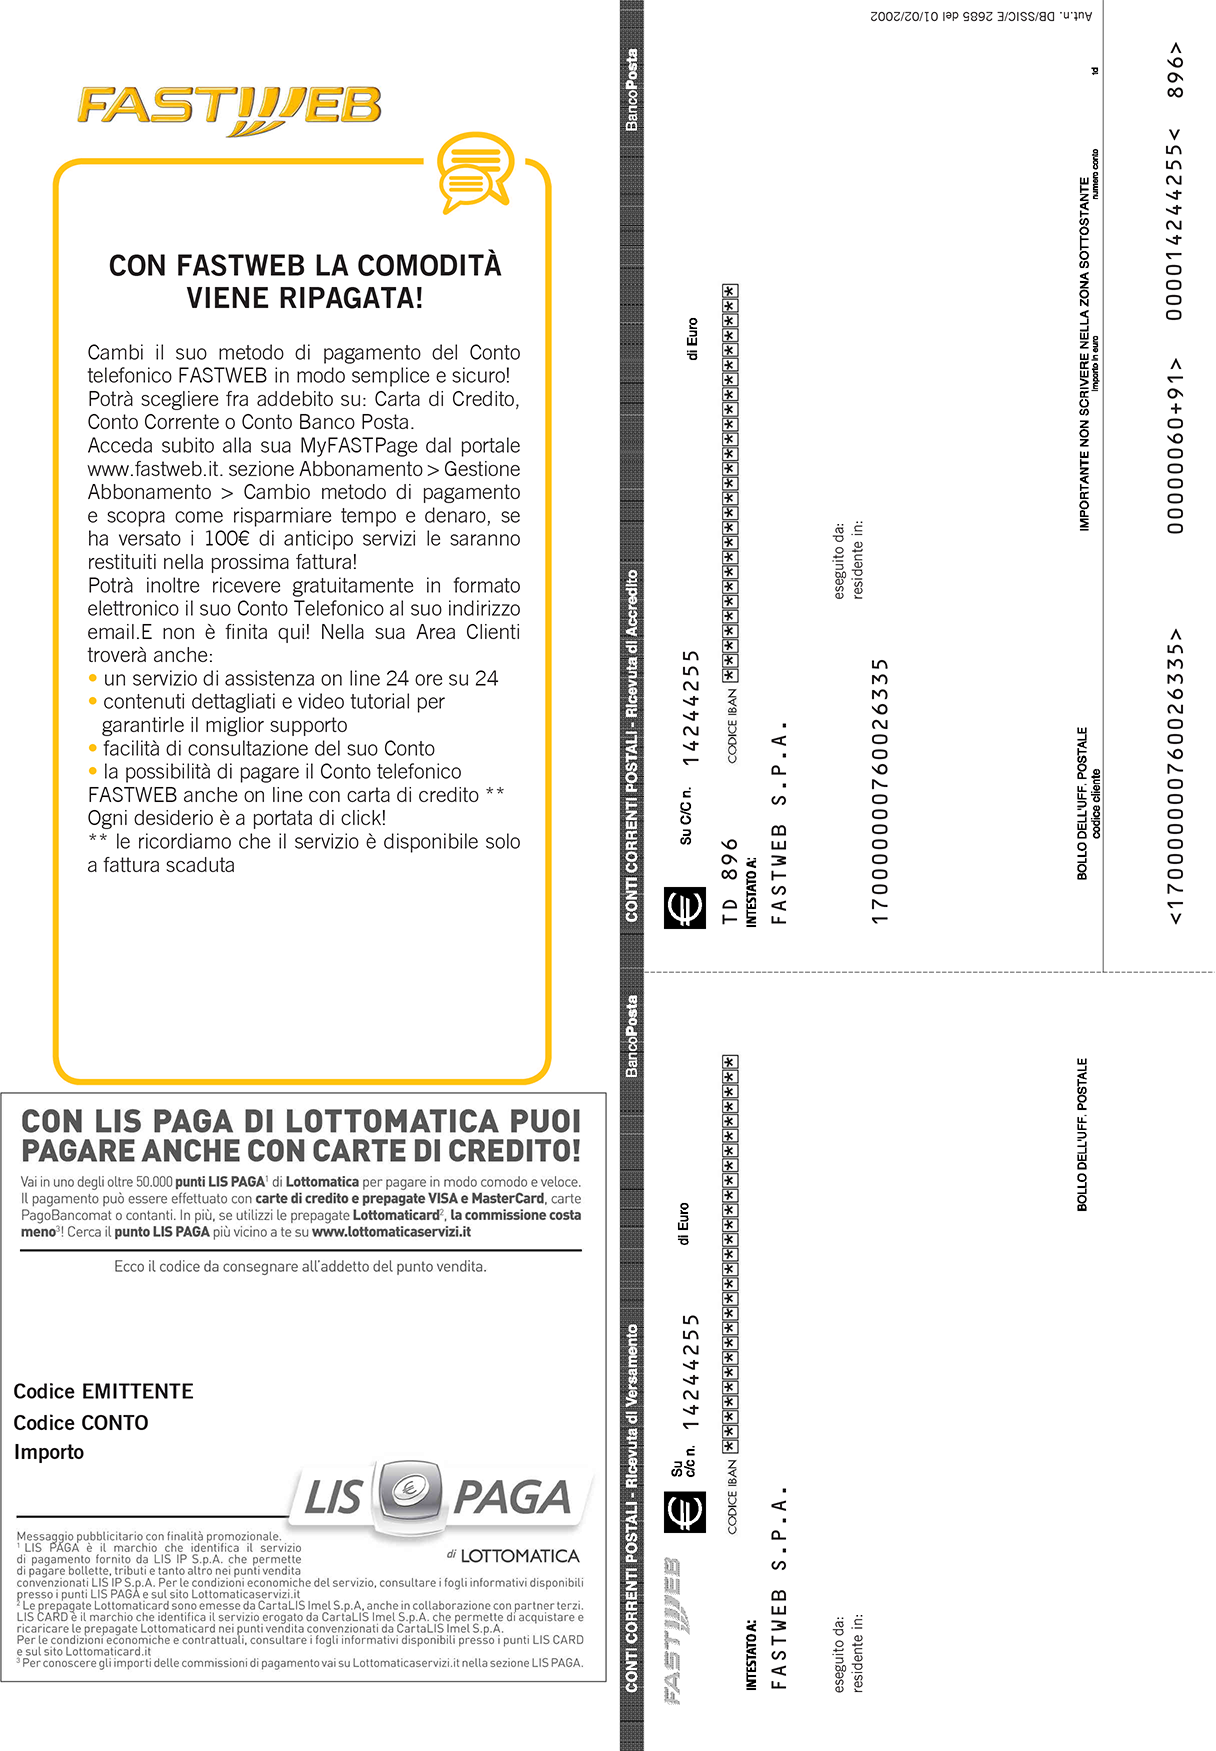 FASTWEB
CON FASTWEB LA COMODITÀ
VIENE RIPAGATA!
Cambi il suo metodo di pagamento del Conto
telefonico FASTWEB in modo semplice e sicuro!
Potrà scegliere fra addebito su: Carta di Credito,
Conto Corrente o Conto Banco Posta.
Acceda subito alla sua MyFASTPage dal portale
www.fastweb.it. sezione Abbonamento > Gestione
Abbonamento > Cambio metodo di pagamento
e scopra come risparmiare tempo e denaro, se
ha versato i 100€ di anticipo servizi le saranno
restituiti nella prossima fattura!
Potrà inoltre ricevere gratuitamente in formato
elettronico il suo Conto Telefonico al suo indirizzo
email.E non è finita qui! Nella sua Area Clienti
troverà anche:
• un servizio di assistenza on line 24 ore su 24
• contenuti dettagliati e video tutorial per
garantirle il miglior supporto
• facilità di consultazione del suo Conto
• la possibilità di pagare il Conto telefonico
FASTWEB anche on line con carta di credito **
Ogni desiderio è a portata di click!
** le ricordiamo che il servizio è disponibile solo
a fattura scaduta
CON LIS PAGA DI LOTTOMATICA PUOI
PAGARE ANCHE CON CARTE DI CREDITO!
Vai in uno degli oltre 50.000 punti LIS PAGA¹ di Lottomatica per pagare in modo comodo e veloce.
Il pagamento può essere effettuato con carte di credito e prepagate VISA e MasterCard, carte
PagoBancomat o contanti. In più, se utilizzi le prepagate Lottomaticard², la commissione costa
meno³! Cerca il punto LIS PAGA più vicino a te su www.lottomaticaservizi.it
Ecco il codice da consegnare all'addetto del punto vendita.
Codice EMITTENTE
Codice CONTO
Importo
LIS € PAGA
di LOTTOMATICA
Messaggio pubblicitario con finalità promozionale.
¹ LIS PAGA è il marchio che identifica il servizio
di pagamento fornito da LIS IP S.p.A. che permette
di pagare bollette, tributi e tanto altro nei punti vendita
convenzionati LIS IP S.p.A. Per le condizioni economiche del servizio, consultare i fogli informativi disponibili
presso i punti LIS PAGA e sul sito Lottomaticaservizi.it
² Le prepagate Lottomaticard sono emesse da CartaLIS Imel S.p.A, anche in collaborazione con partner terzi.
LIS CARD è il marchio che identifica il servizio erogato da CartaLIS Imel S.p.A. che permette di acquistare e
ricaricare le prepagate Lottomaticard nei punti vendita convenzionati da CartaLIS Imel S.p.A.
Per le condizioni economiche e contrattuali, consultare i fogli informativi disponibili presso i punti LIS CARD
e sul sito Lottomaticard.it
³ Per conoscere gli importi delle commissioni di pagamento vai su Lottomaticaservizi.it nella sezione LIS PAGA.
CONTI CORRENTI POSTALI - Ricevuta di Versamento BancoPosta
FASTWEB
€ Su c/c n. 14244255 di Euro
CODICE IBAN ***************************
INTESTATO A:
FASTWEB S.P.A.
eseguito da:
residente in:
BOLLO DELL'UFF. POSTALE
CONTI CORRENTI POSTALI - Ricevuta di Accredito BancoPosta
€ Su C/C n. 14244255 di Euro
TD 896 CODICE IBAN ***************************
INTESTATO A:
FASTWEB S.P.A.
eseguito da:
residente in:
17000000760026335
Aut.n. DB/SSIC/E 2685 del 01/02/2002
BOLLO DELL'UFF. POSTALE
codice cliente
IMPORTANTE NON SCRIVERE NELLA ZONA SOTTOSTANTE
importo in euro numero conto td
<17000000760026335> 00000060+91> 000014244255< 896>